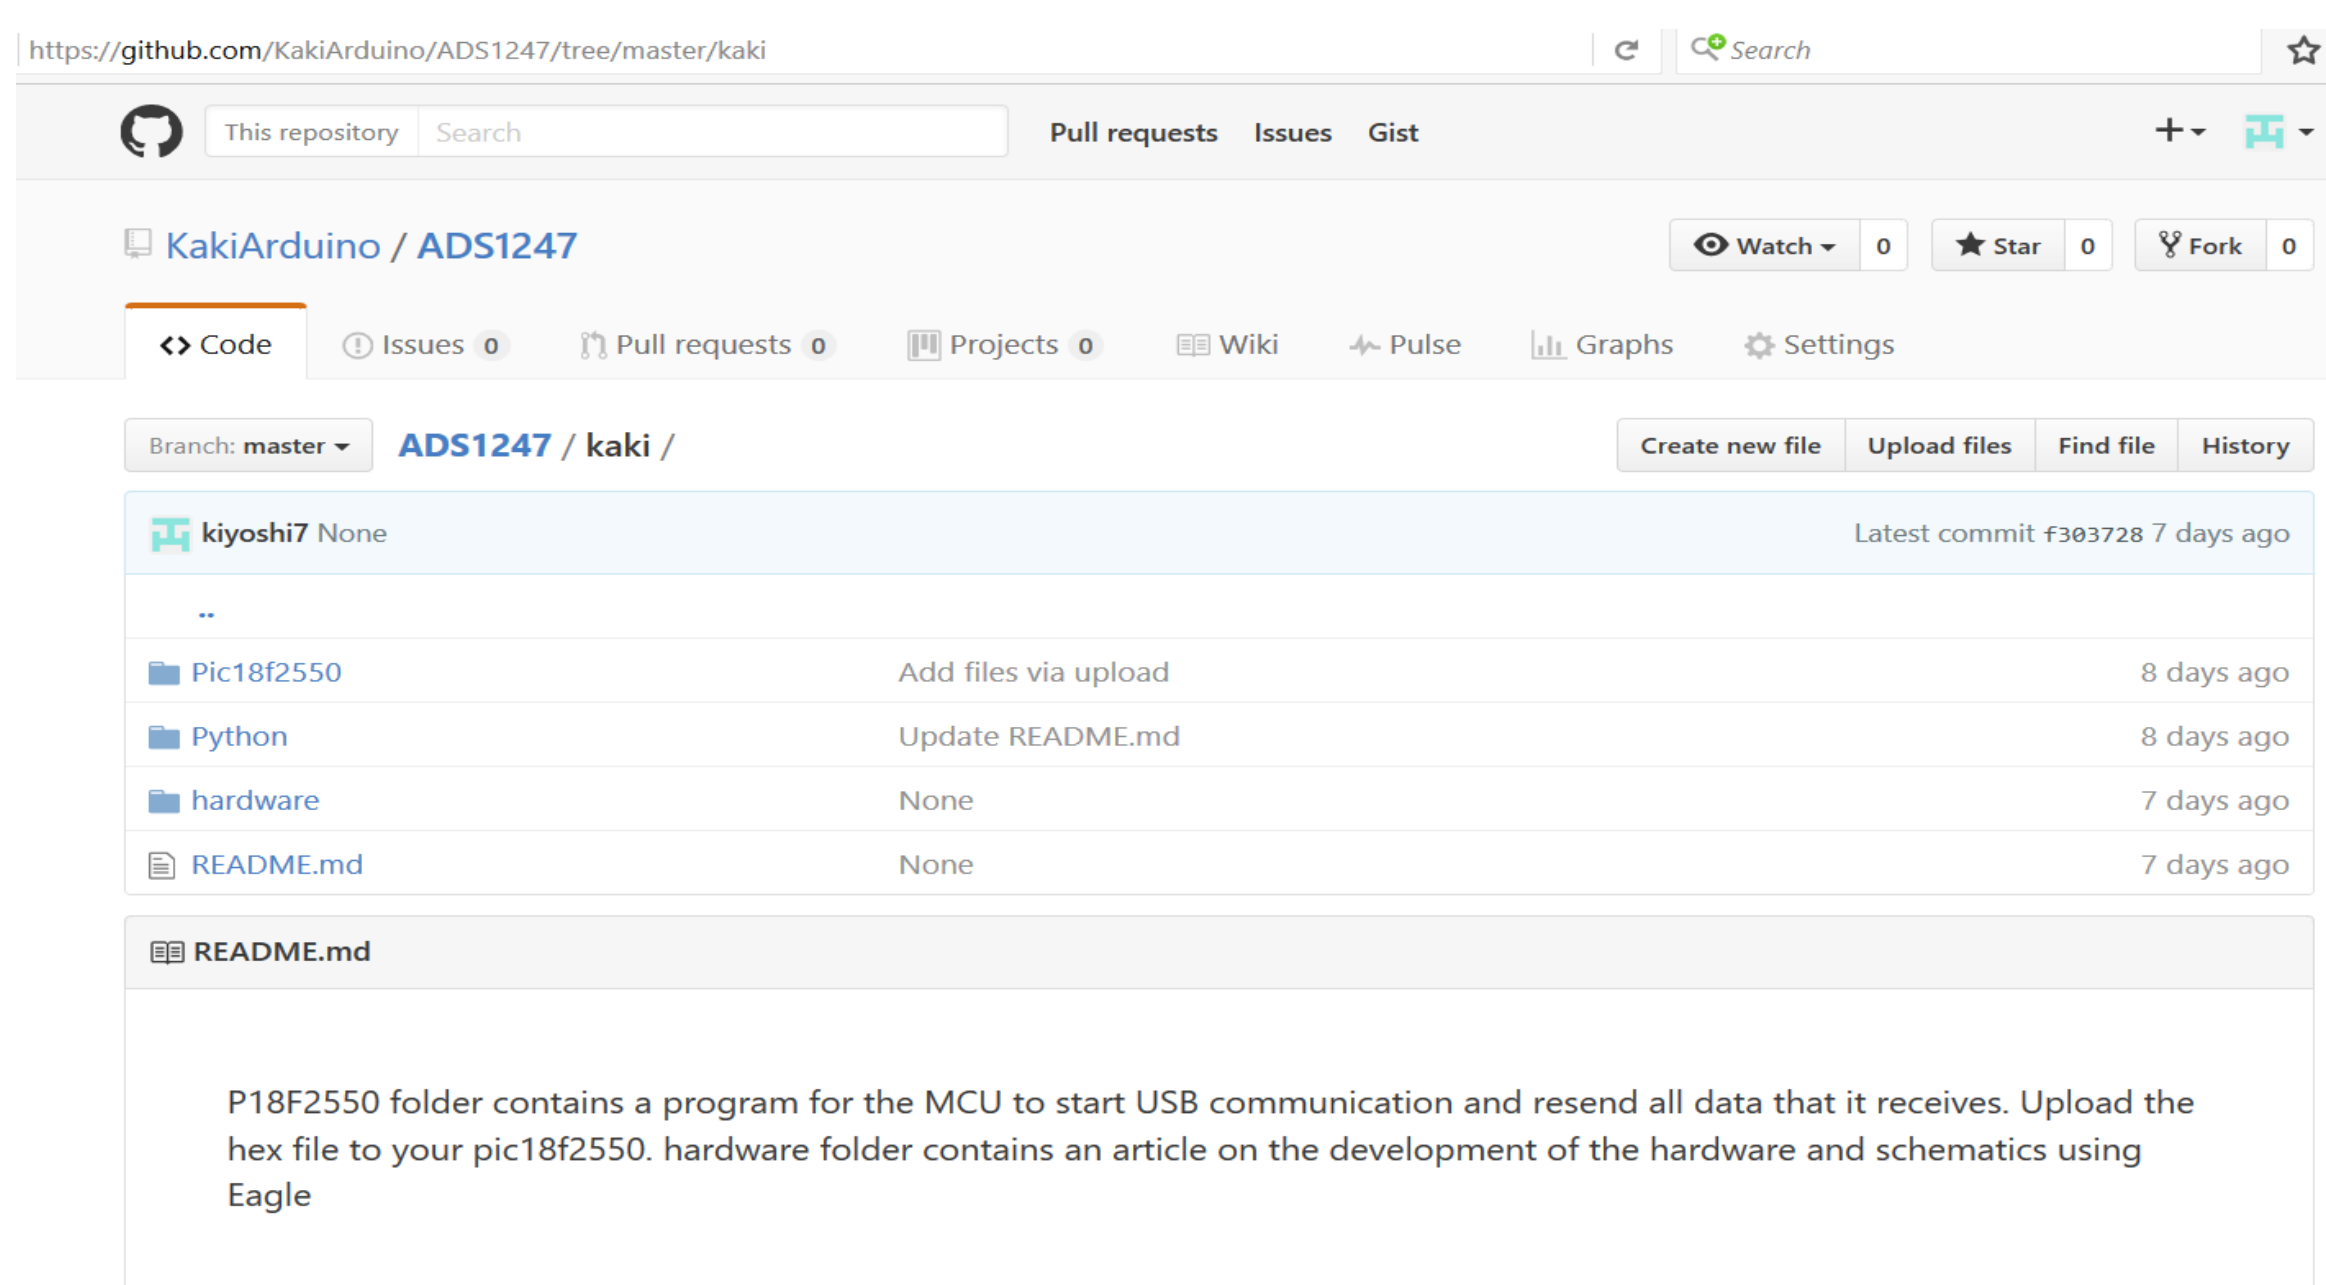 https://github.com/KakiArduino/ADS1247/tree/master/kaki Search
This repository Search Pull requests Issues Gist
KakiArduino / ADS1247 Watch 0 Star 0 Fork 0
Code Issues 0 Pull requests 0 Projects 0 Wiki Pulse Graphs Settings
Branch: master ADS1247 / kaki / Create new file Upload files Find file History
kiyoshi7 None Latest commit f303728 7 days ago
..
Pic18f2550 Add files via upload 8 days ago
Python Update README.md 8 days ago
hardware None 7 days ago
README.md None 7 days ago
README.md
P18F2550 folder contains a program for the MCU to start USB communication and resend all data that it receives. Upload the
hex file to your pic18f2550. hardware folder contains an article on the development of the hardware and schematics using
Eagle